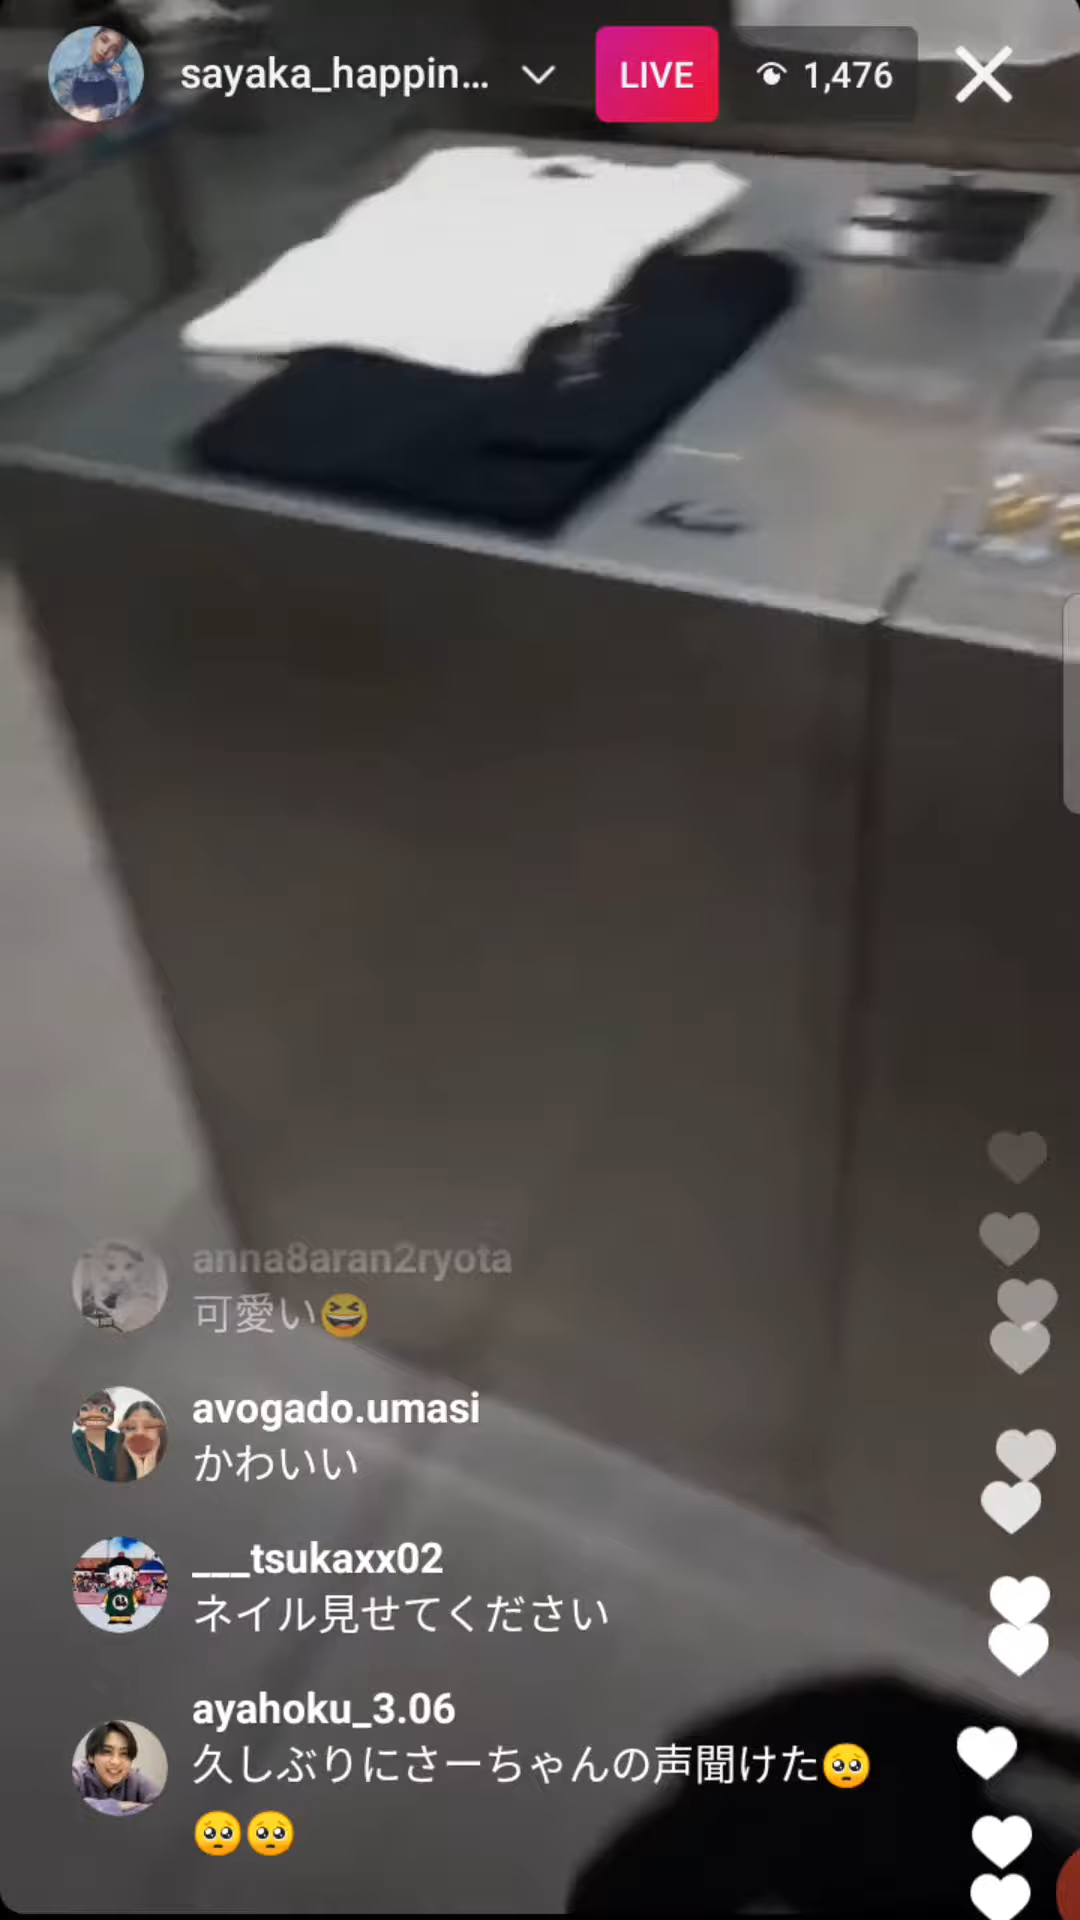 sayaka_happin...
LIVE
1,476
anna8aran2ryota
可愛い😆
avogado.umasi
かわいい
___tsukaxx02
ネイル見せてください
ayahoku_3.06
久しぶりにさーちゃんの声聞けた🥺
🥺🥺